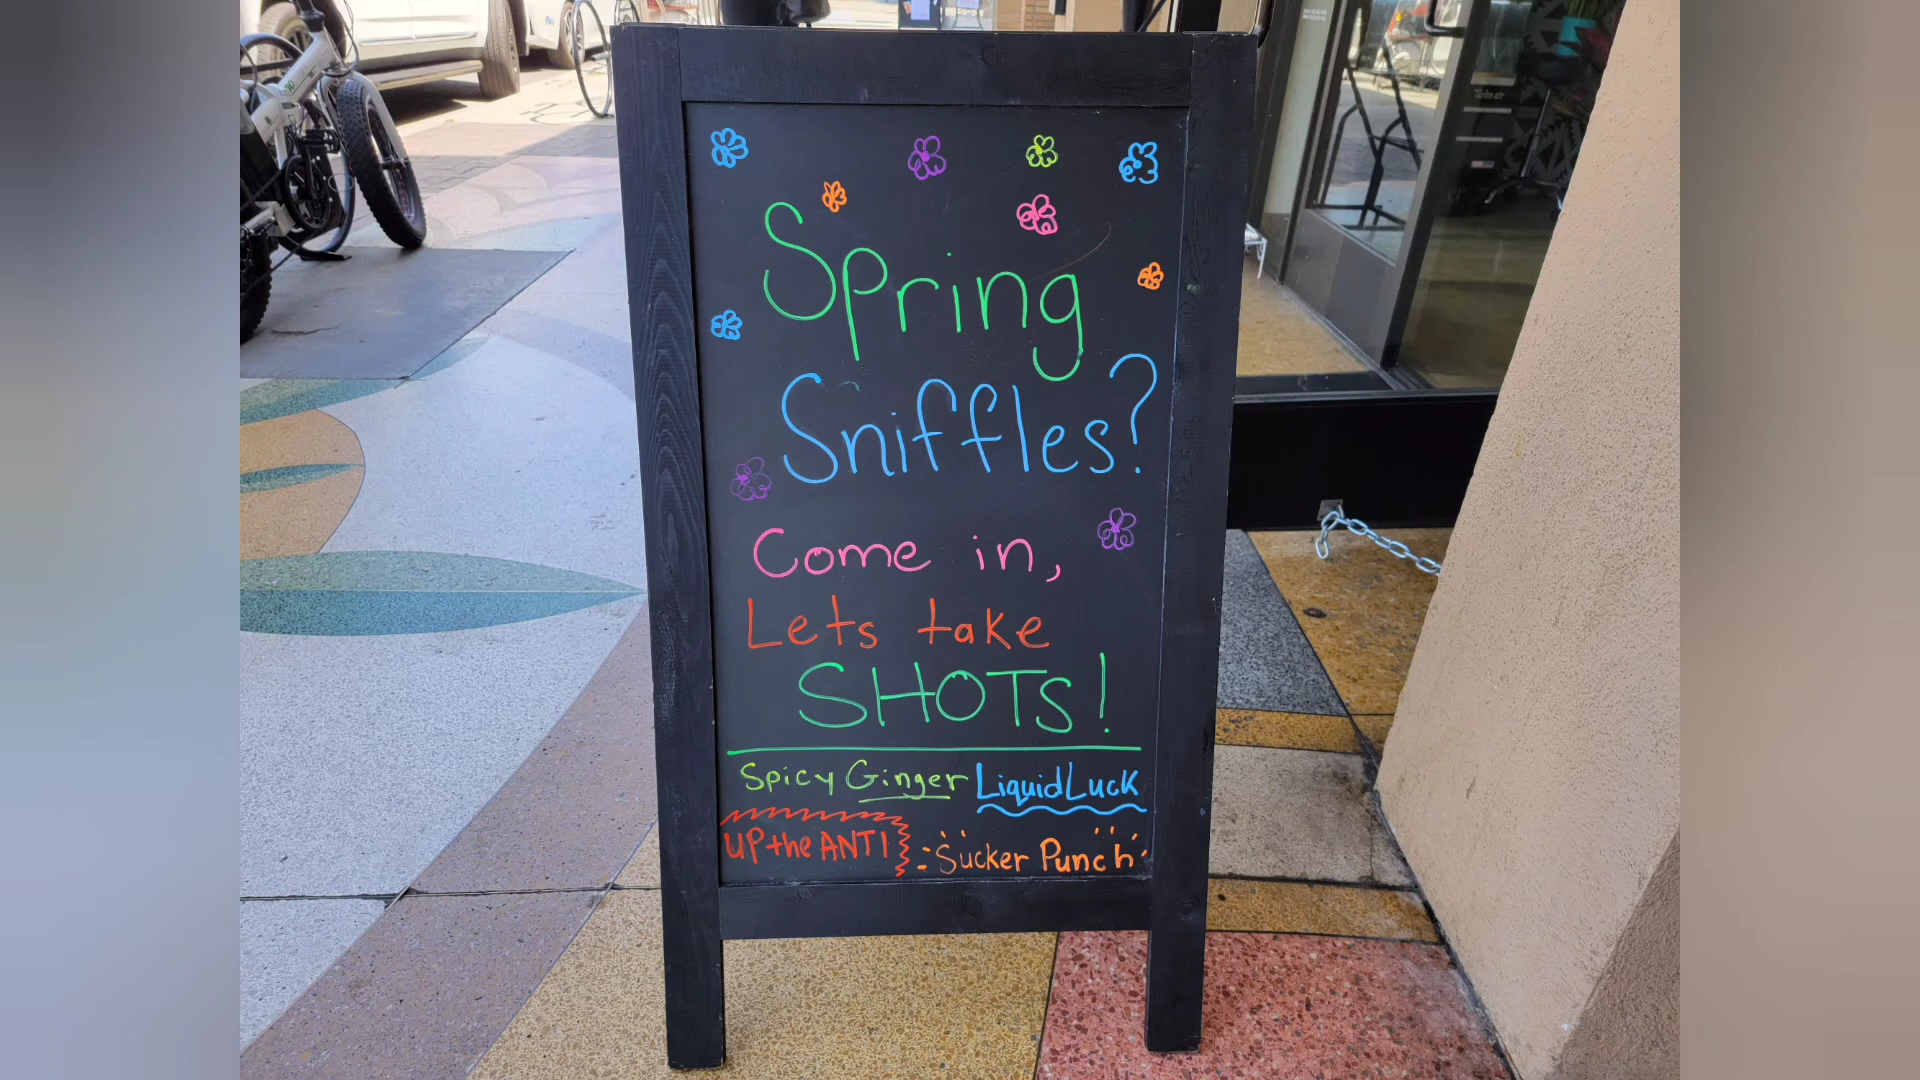 Spring
Sniffles?
Come in,
Lets take
SHOTS!
Spicy Ginger
LiquidLuck
UP the ANTI
Sucker Punch